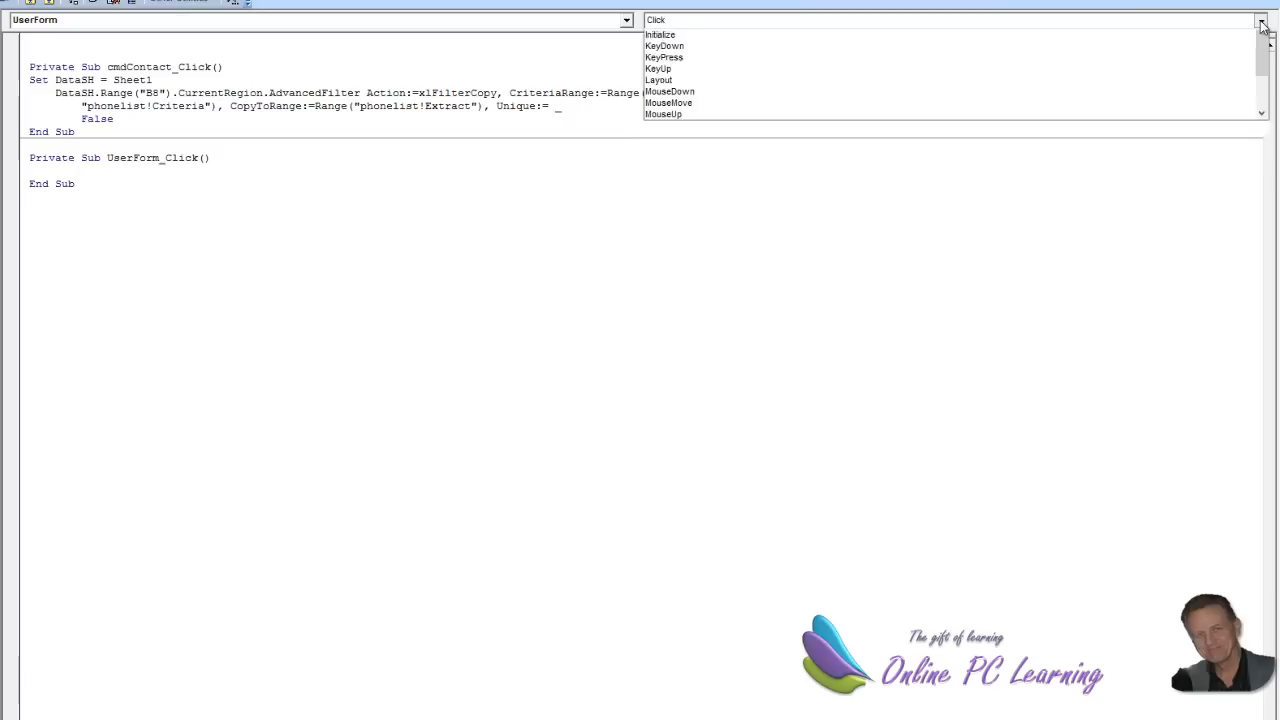 UserForm
Click
Initialize
KeyDown
KeyPress
KeyUp
Layout
MouseDown
MouseMove
MouseUp
Private Sub cmdContact_Click()
Set DataSH = Sheet1
DataSH.Range("B8").CurrentRegion.AdvancedFilter Action:=xlFilterCopy, CriteriaRange:=Range(
"phonelist!Criteria"), CopyToRange:=Range("phonelist!Extract"), Unique:= _
False
End Sub
Private Sub UserForm_Click()
End Sub
The gift of learning
Online PC Learning